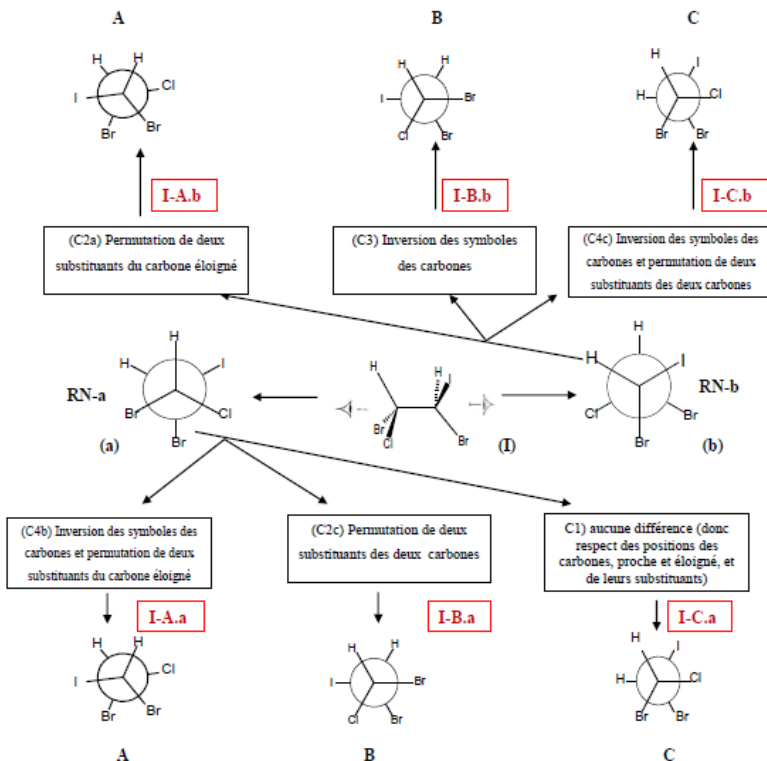 A
B
C
H
H
I
Cl
Br
Br
H
H
I
Br
Cl
Br
H
I
H
Cl
Br
Br
I-A.b
I-B.b
I-C.b
(C2a) Permutation de deux
substituants du carbone éloigné
(C3) Inversion des symboles
des carbones
(C4c) Inversion des symboles des
carbones et permutation de deux
substituants des deux carbones
RN-a
H
H
I
Br
Cl
Br
(a)
H
H
I
Br
Cl
Br
(I)
H
H
I
Cl
Br
Br
RN-b
(b)
(C4b) Inversion des symboles des
carbones et permutation de deux
substituants du carbone éloigné
(C2c) Permutation de deux
substituants des deux carbones
C1) aucune différence (donc
respect des positions des
carbones, proche et éloigné, et
de leurs substituants)
I-A.a
I-B.a
I-C.a
H
H
I
Cl
Br
Br
H
H
I
Br
Cl
Br
H
I
H
Cl
Br
Br
A
B
C